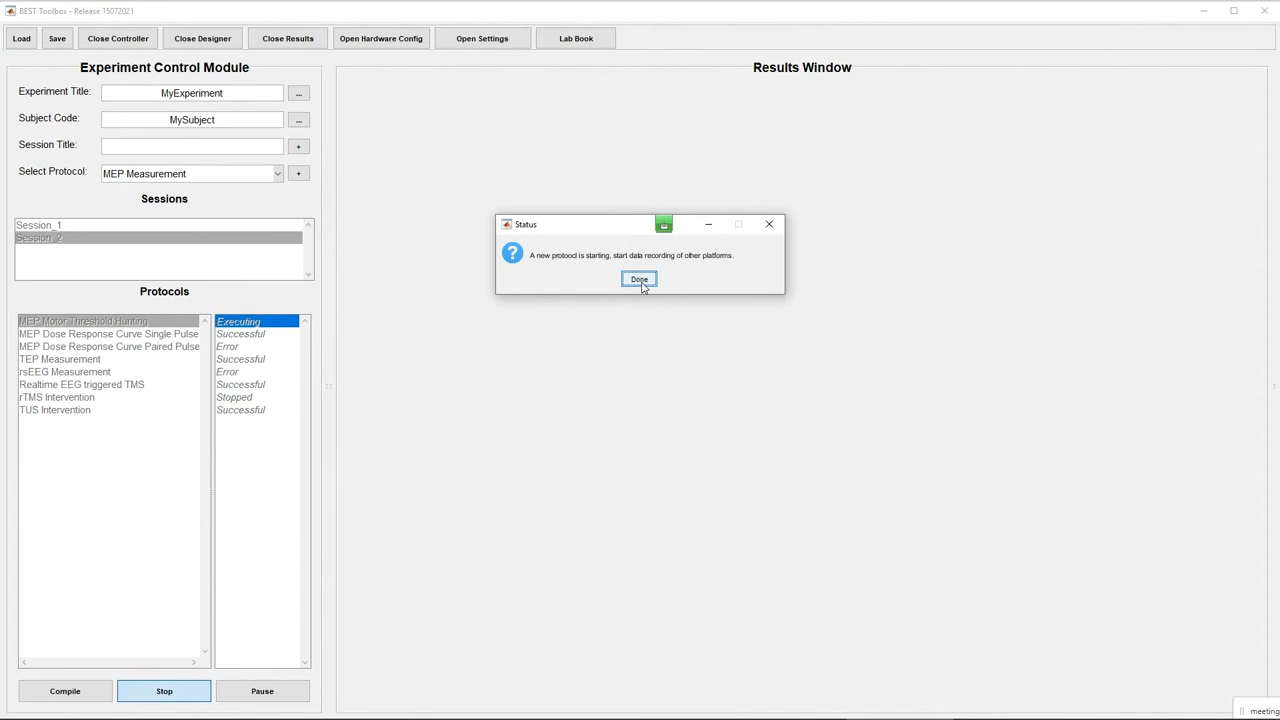 BEST Toolbox - Release 15072021
Load Save Close Controller Close Designer Close Results Open Hardware Config Open Settings Lab Book
Experiment Control Module
Experiment Title: MyExperiment ...
Subject Code: MySubject ...
Session Title: +
Select Protocol: MEP Measurement +
Sessions
Session_1
Session_2
Protocols
MEP Motor Threshold Hunting Executing
MEP Dose Response Curve Single Pulse Successful
MEP Dose Response Curve Paired Pulse Error
TEP Measurement Successful
rsEEG Measurement Error
Realtime EEG triggered TMS Successful
rTMS Intervention Stopped
TUS Intervention Successful
Compile Stop Pause
Results Window
Status
A new protocol is starting, start data recording of other platforms.
Done
meeting